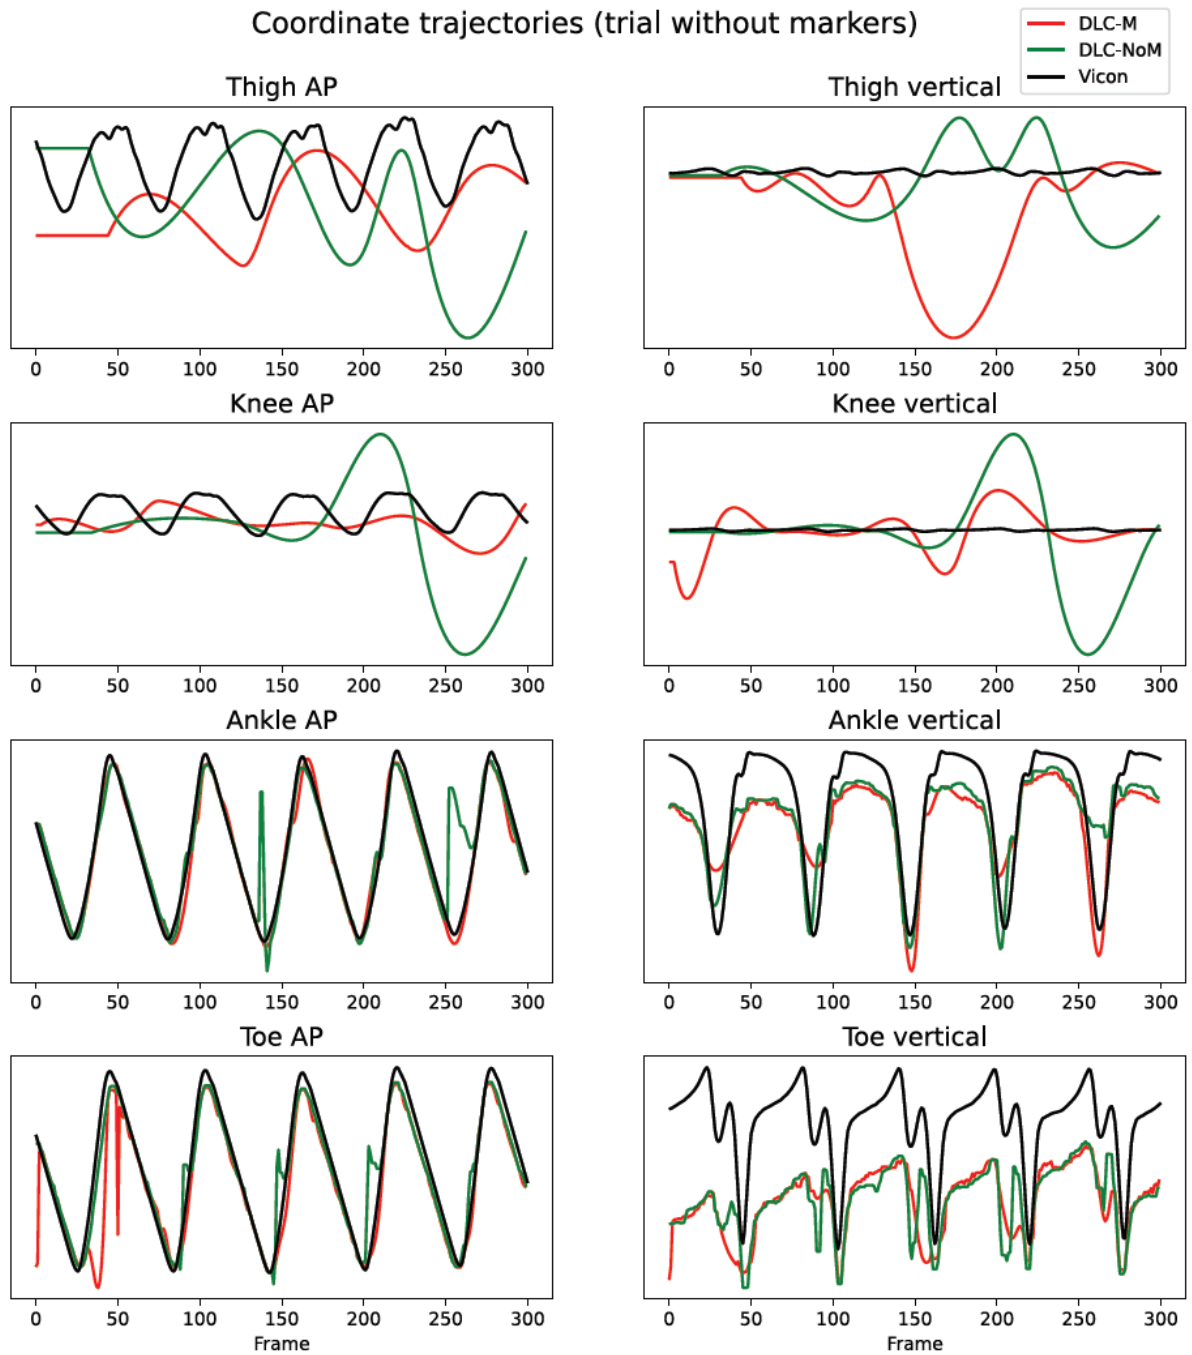 Coordinate trajectories (trial without markers)
DLC-M
DLC-NoM
Vicon
Thigh AP
Thigh vertical
0 50 100 150 200 250 300
0 50 100 150 200 250 300
Knee AP
Knee vertical
0 50 100 150 200 250 300
0 50 100 150 200 250 300
Ankle AP
Ankle vertical
0 50 100 150 200 250 300
0 50 100 150 200 250 300
Toe AP
Toe vertical
0 50 100 150 200 250 300
0 50 100 150 200 250 300
Frame
Frame